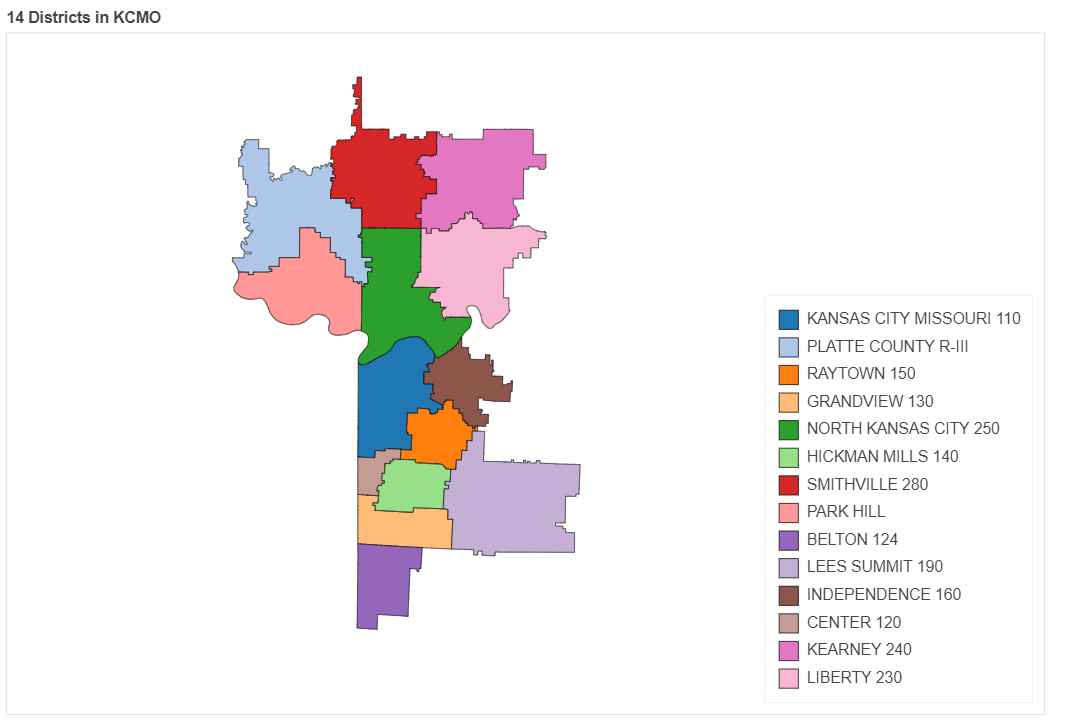 14 Districts in KCMO
KANSAS CITY MISSOURI 110
PLATTE COUNTY R-III
RAYTOWN 150
GRANDVIEW 130
NORTH KANSAS CITY 250
HICKMAN MILLS 140
SMITHVILLE 280
PARK HILL
BELTON 124
LEES SUMMIT 190
INDEPENDENCE 160
CENTER 120
KEARNEY 240
LIBERTY 230